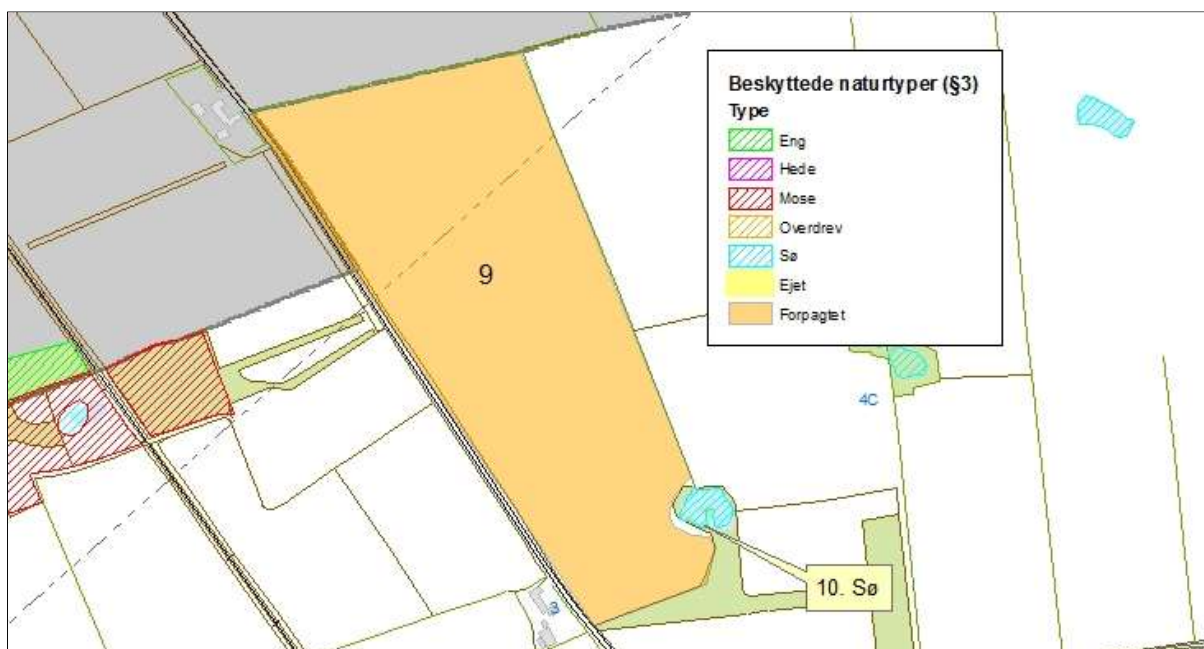 Beskyttede naturtyper (§3)
Type
Eng
Hede
Mose
Overdrev
Sø
Ejet
Forpagtet
9
4C
10. Sø
3